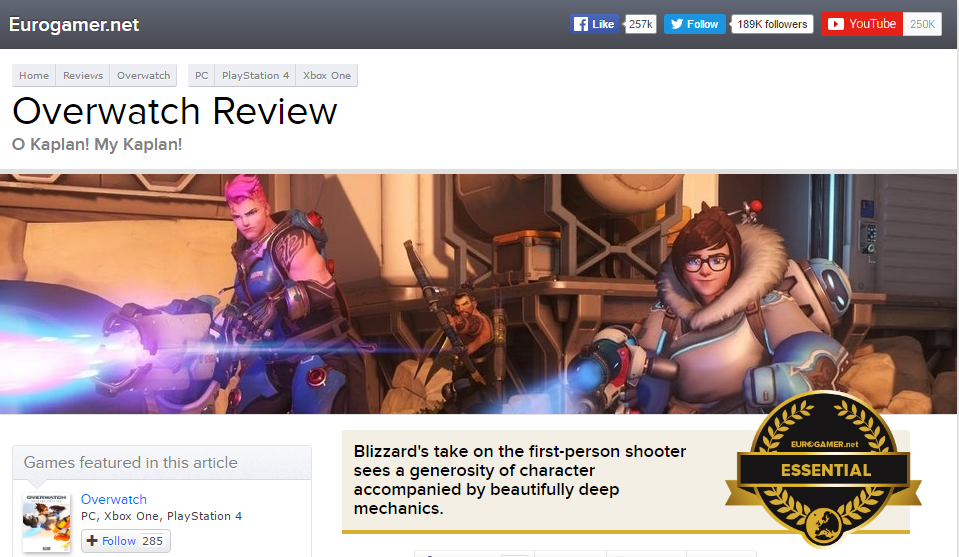 Eurogamer.net
Like 257k
Follow 189K followers
YouTube 250K
Home Reviews Overwatch PC PlayStation 4 Xbox One
Overwatch Review
O Kaplan! My Kaplan!
Games featured in this article
OVERWATCH
Overwatch
PC, Xbox One, PlayStation 4
Follow 285
Blizzard's take on the first-person shooter
sees a generosity of character
accompanied by beautifully deep
mechanics.
EUROGAMER.net
ESSENTIAL